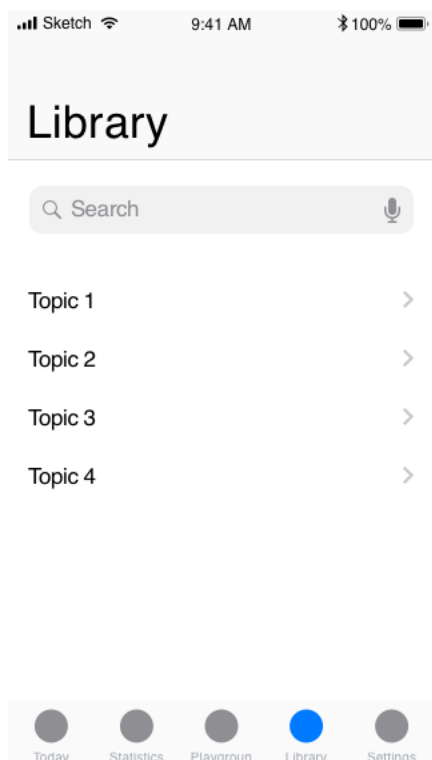 Sketch 9:41 AM 100%
Library
Search
Topic 1
Topic 2
Topic 3
Topic 4
Today Statistics Playgroun Library Settings